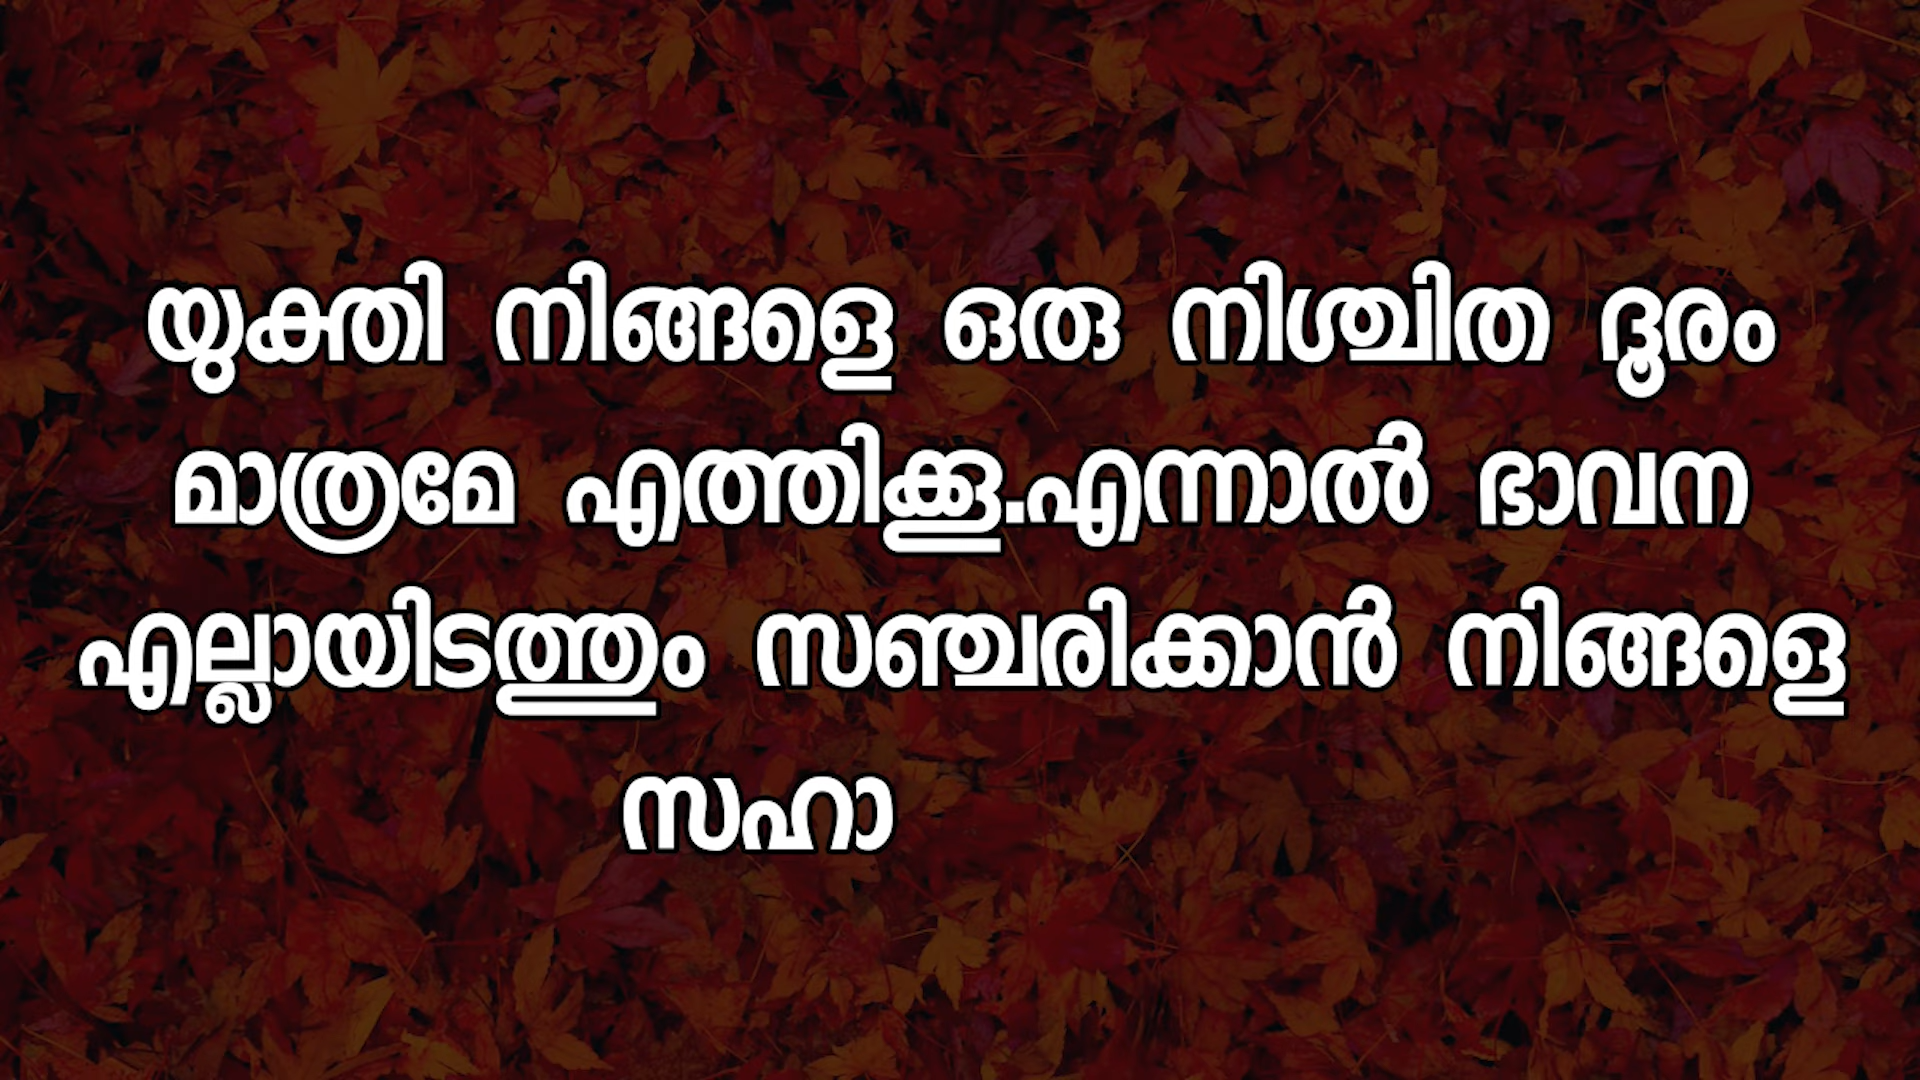 യുക്തി നിങ്ങളെ ഒരു നിശ്ചിത ദൂരം
മാത്രമേ എത്തിക്കൂ.എന്നാൽ ഭാവന
എല്ലായിടത്തും സഞ്ചരിക്കാൻ നിങ്ങളെ
സഹാ